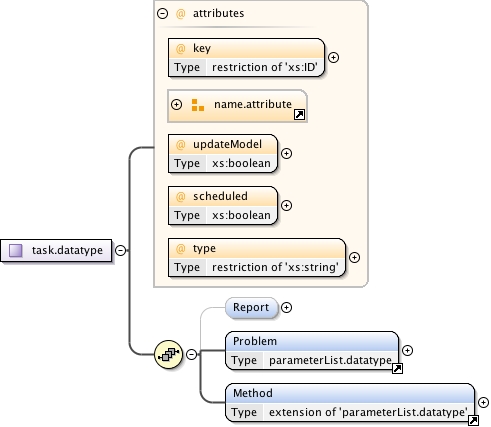 @ attributes
@ key
Type restriction of 'xs:ID'
name.attribute
@ updateModel
Type xs:boolean
@ scheduled
Type xs:boolean
task.datatype
@ type
Type restriction of 'xs:string'
Report
Problem
Type parameterList.datatype
Method
Type extension of 'parameterList.datatype'